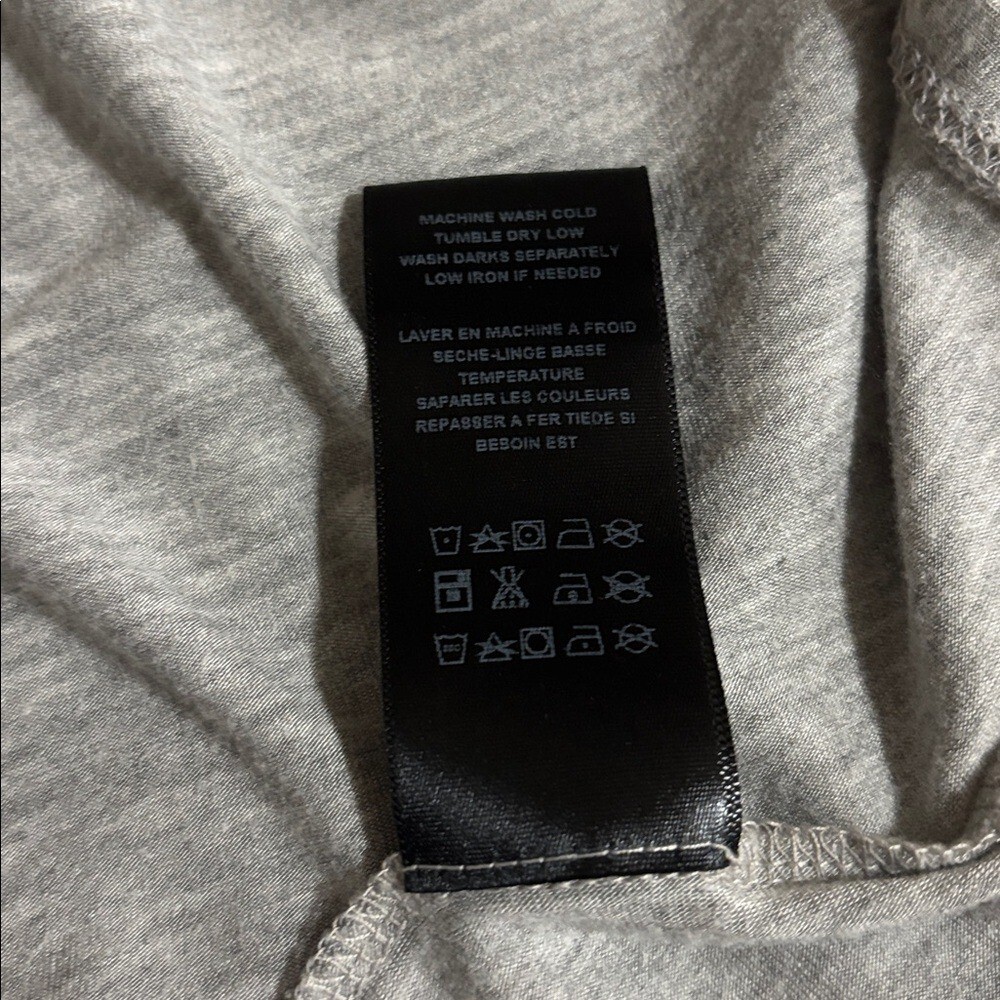 MACHINE WASH COLD
TUMBLE DRY LOW
WASH DARKS SEPARATELY
LOW IRON IF NEEDED
LAVER EN MACHINE A FROID
SECHE-LINGE BASSE
TEMPERATURE
SAFARER LES COULEURS
REPASSER A FER TIEDE SI
BESOIN EST